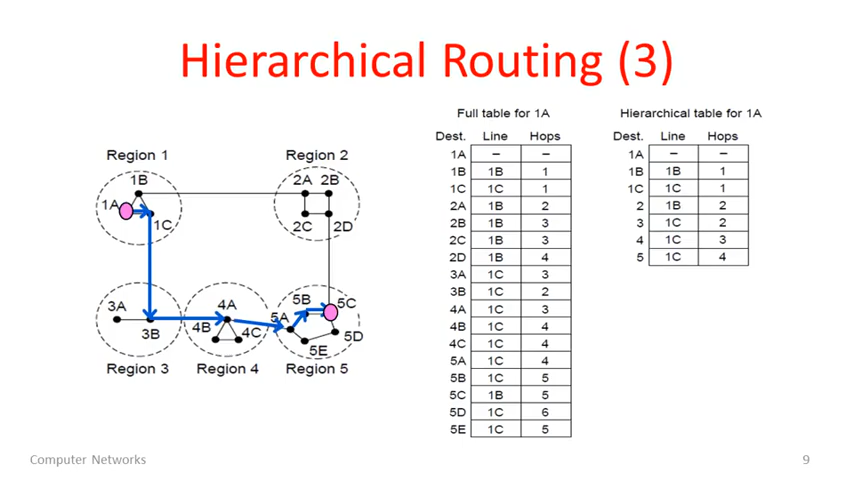 Hierarchical Routing (3)
Region 1
Region 2
1B
2A 2B
1A
1C
2C
2D
3A
3B
4A
4B
4C
5A
5B
5C
5D
5E
Region 3
Region 4
Region 5
Full table for 1A
Dest. Line Hops
1A – –
1B 1B 1
1C 1C 1
2A 1B 2
2B 1B 3
2C 1B 3
2D 1B 4
3A 1C 3
3B 1C 2
4A 1C 3
4B 1C 4
4C 1C 4
5A 1C 4
5B 1C 5
5C 1B 5
5D 1C 6
5E 1C 5
Hierarchical table for 1A
Dest. Line Hops
1A – –
1B 1B 1
1C 1C 1
2 1B 2
3 1C 2
4 1C 3
5 1C 4
Computer Networks
9